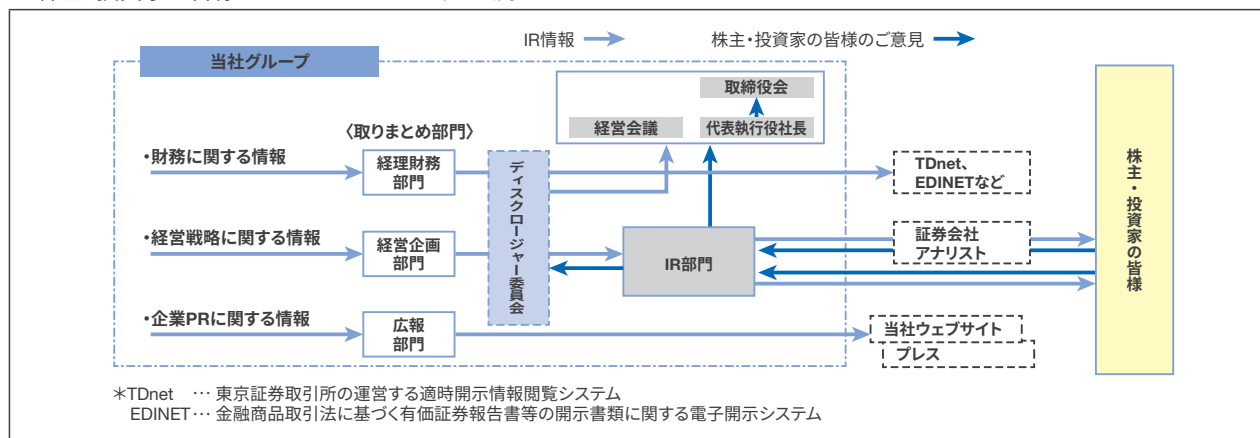 IR情報
株主・投資家の皆様のご意見
当社グループ
取締役会
経営会議
代表執行役社長
〈取りまとめ部門〉
・財務に関する情報
経理財務
部門
ディスクロージャー委員会
TDnet、
EDINETなど
株主・投資家の皆様
・経営戦略に関する情報
経営企画
部門
IR部門
証券会社
アナリスト
・企業PRに関する情報
広報
部門
当社ウェブサイト
プレス
*TDnet … 東京証券取引所の運営する適時開示情報閲覧システム
EDINET… 金融商品取引法に基づく有価証券報告書等の開示書類に関する電子開示システム